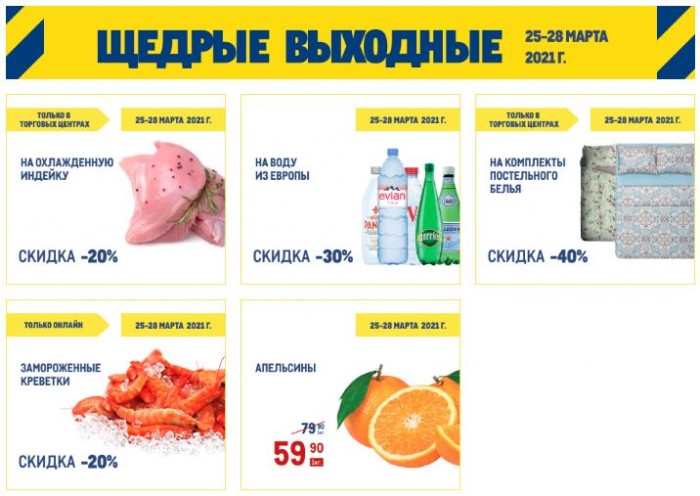 ЩЕДРЫЕ ВЫХОДНЫЕ
25-28 МАРТА
2021 Г.
ТОЛЬКО В
ТОРГОВЫХ ЦЕНТРАХ
25-28 МАРТА 2021 Г.
НА ОХЛАЖДЕННУЮ
ИНДЕЙКУ
СКИДКА -20%
25-28 МАРТА 2021 Г.
НА ВОДУ
ИЗ ЕВРОПЫ
evian
perrier
СКИДКА -30%
ТОЛЬКО В
ТОРГОВЫХ ЦЕНТРАХ
25-28 МАРТА 2021 Г.
НА КОМПЛЕКТЫ
ПОСТЕЛЬНОГО
БЕЛЬЯ
СКИДКА -40%
ТОЛЬКО ОНЛАЙН
25-28 МАРТА 2021 Г.
ЗАМОРОЖЕННЫЕ
КРЕВЕТКИ
СКИДКА -20%
25-28 МАРТА 2021 Г.
АПЕЛЬСИНЫ
79 90
59 90
1кг